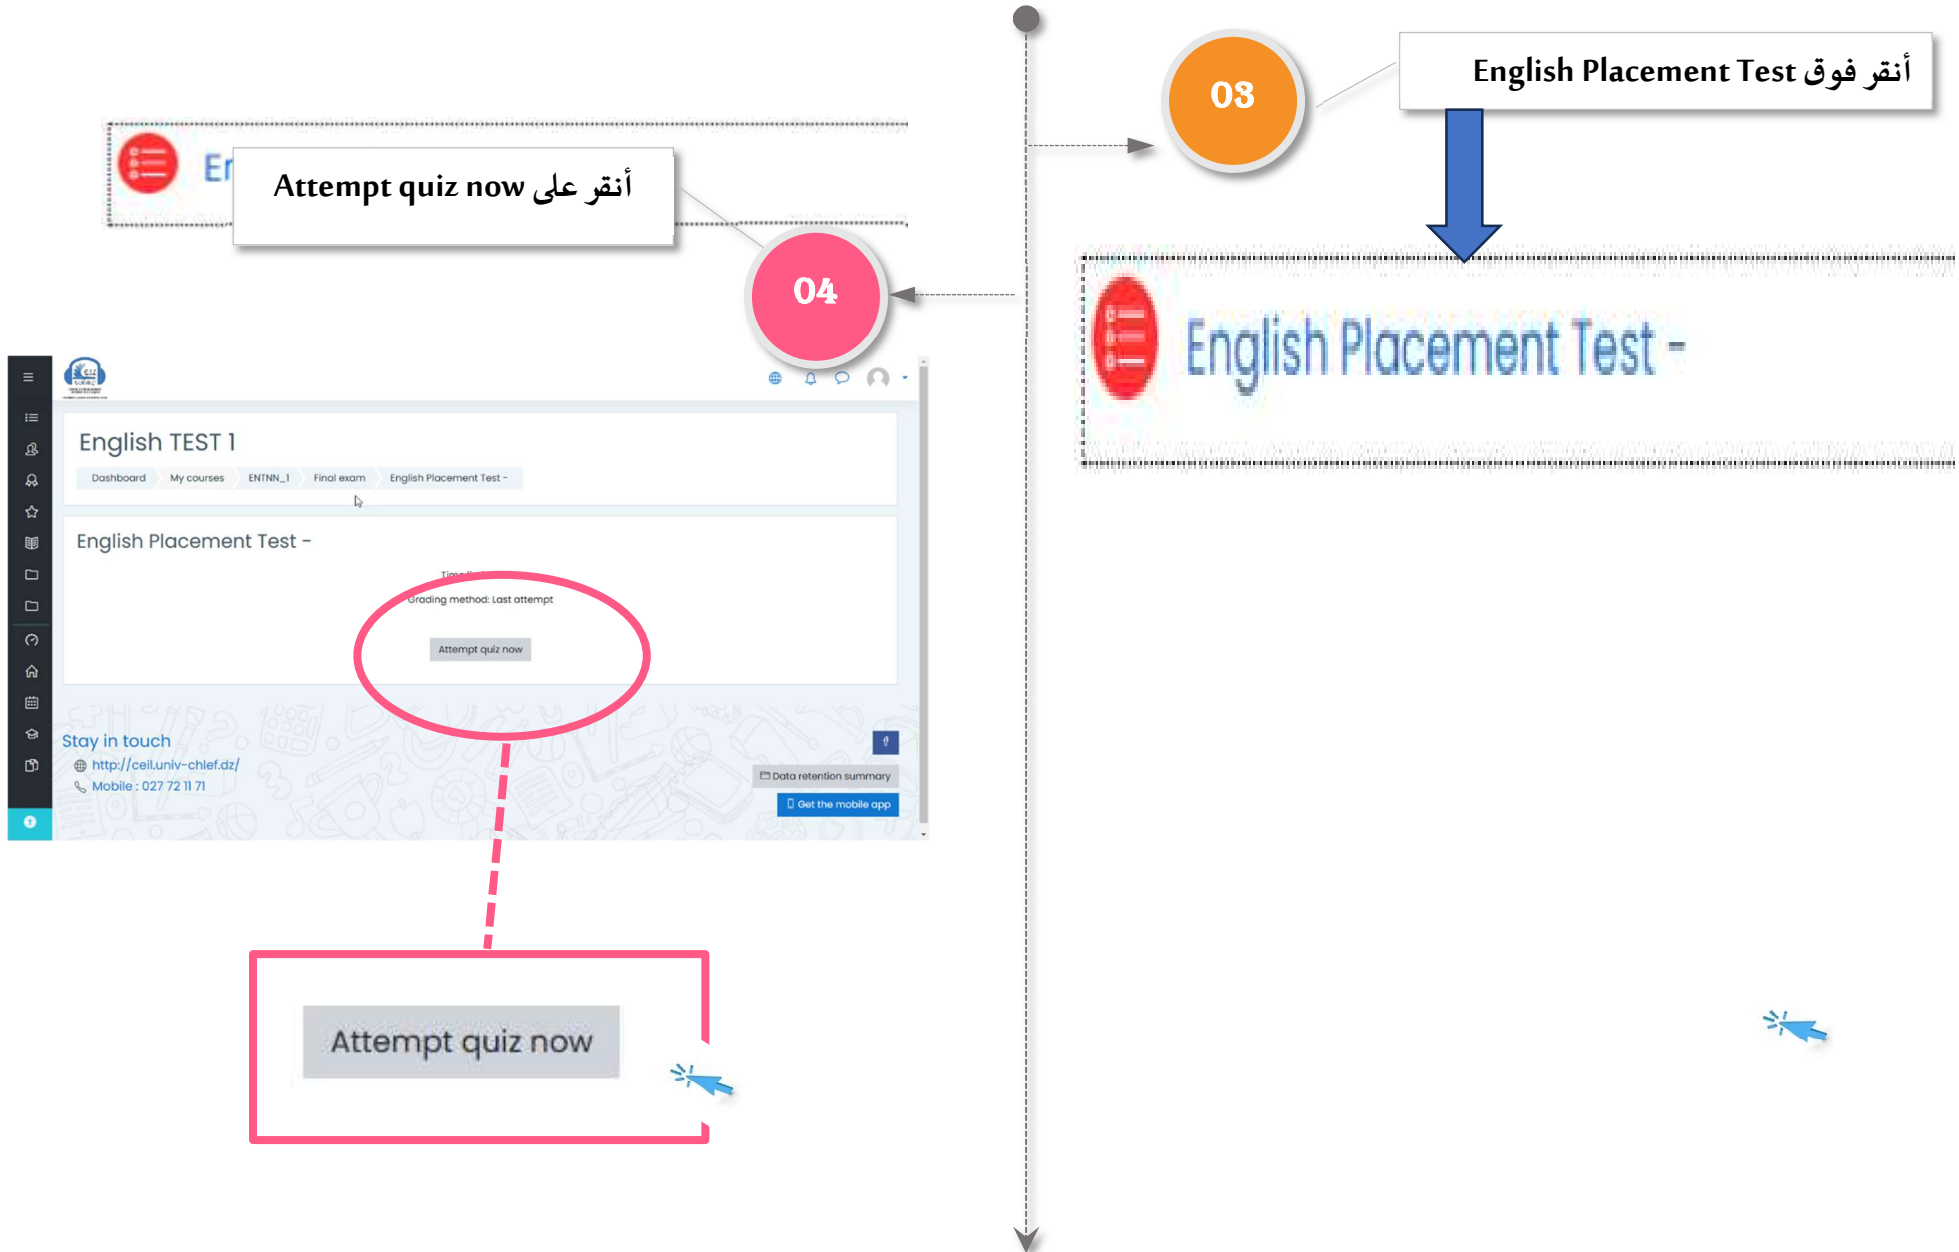 03
أنقر فوق English Placement Test
English Placement Test -
أنقر على Attempt quiz now
04
English TEST 1
Dashboard
My courses
ENTNN_1
Final exam
English Placement Test -
English Placement Test -
Grading method: Last attempt
Attempt quiz now
Stay in touch
http://ceil.univ-chlef.dz/
Mobile : 027 72 11 71
Data retention summary
Get the mobile app
Attempt quiz now